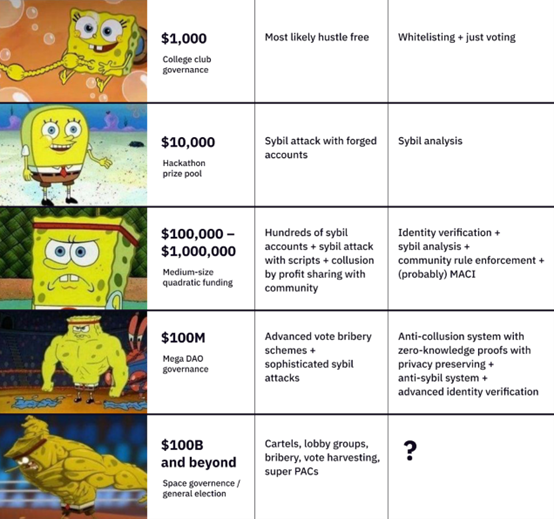 $1,000
College club
governance
Most likely hustle free
Whitelisting + just voting
$10,000
Hackathon
prize pool
Sybil attack with forged
accounts
Sybil analysis
$100,000 –
$1,000,000
Medium-size
quadratic funding
Hundreds of sybil
accounts + sybil attack
with scripts + collusion
by profit sharing with
community
Identity verification +
sybil analysis +
community rule enforcement +
(probably) MACI
$100M
Mega DAO
governance
Advanced vote bribery
schemes +
sophisticated sybil
attacks
Anti-collusion system with
zero-knowledge proofs with
privacy preserving +
anti-sybil system +
advanced identity verification
$100B
and beyond
Space governence /
general election
Cartels, lobby groups,
bribery, vote harvesting,
super PACs
?